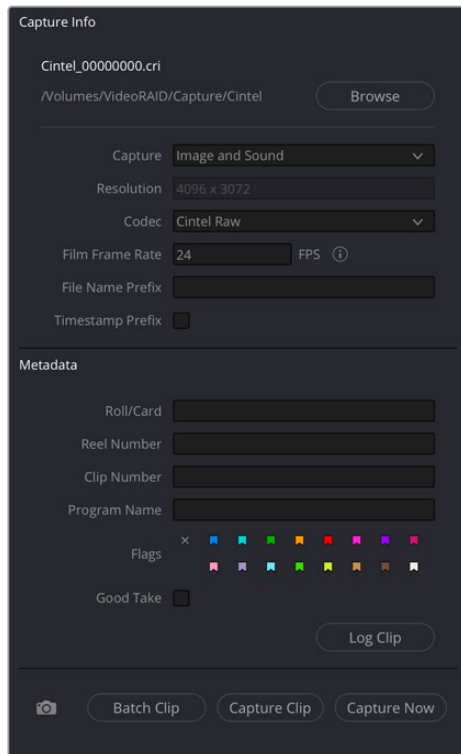 Capture Info
Cintel_00000000.cri
/Volumes/VideoRAID/Capture/Cintel Browse
Capture Image and Sound
Resolution 4096 x 3072
Codec Cintel Raw
Film Frame Rate 24 FPS
File Name Prefix
Timestamp Prefix
Metadata
Roll/Card
Reel Number
Clip Number
Program Name
Flags
Good Take
Log Clip
Batch Clip Capture Clip Capture Now